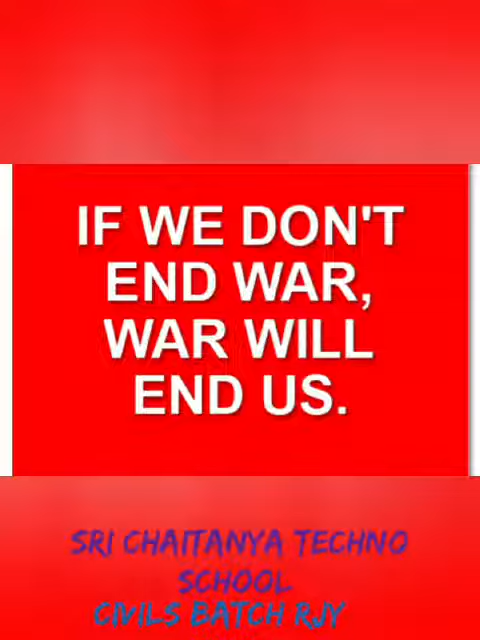 IF WE DON'T
END WAR,
WAR WILL
END US.
SRI CHAITANYA TECHNO
SCHOOL
CIVILS BATCH RJY